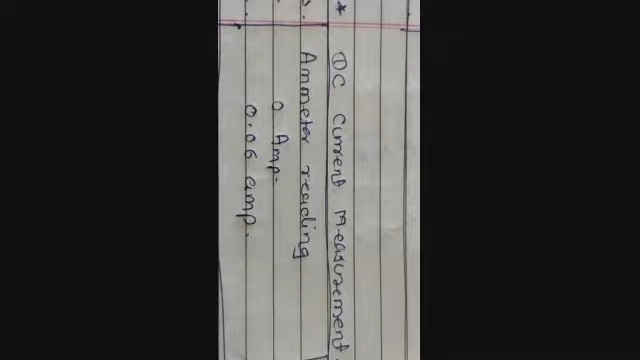 * DC current Measurement
Ammeter reading
0 Amp-
0.06 amp.